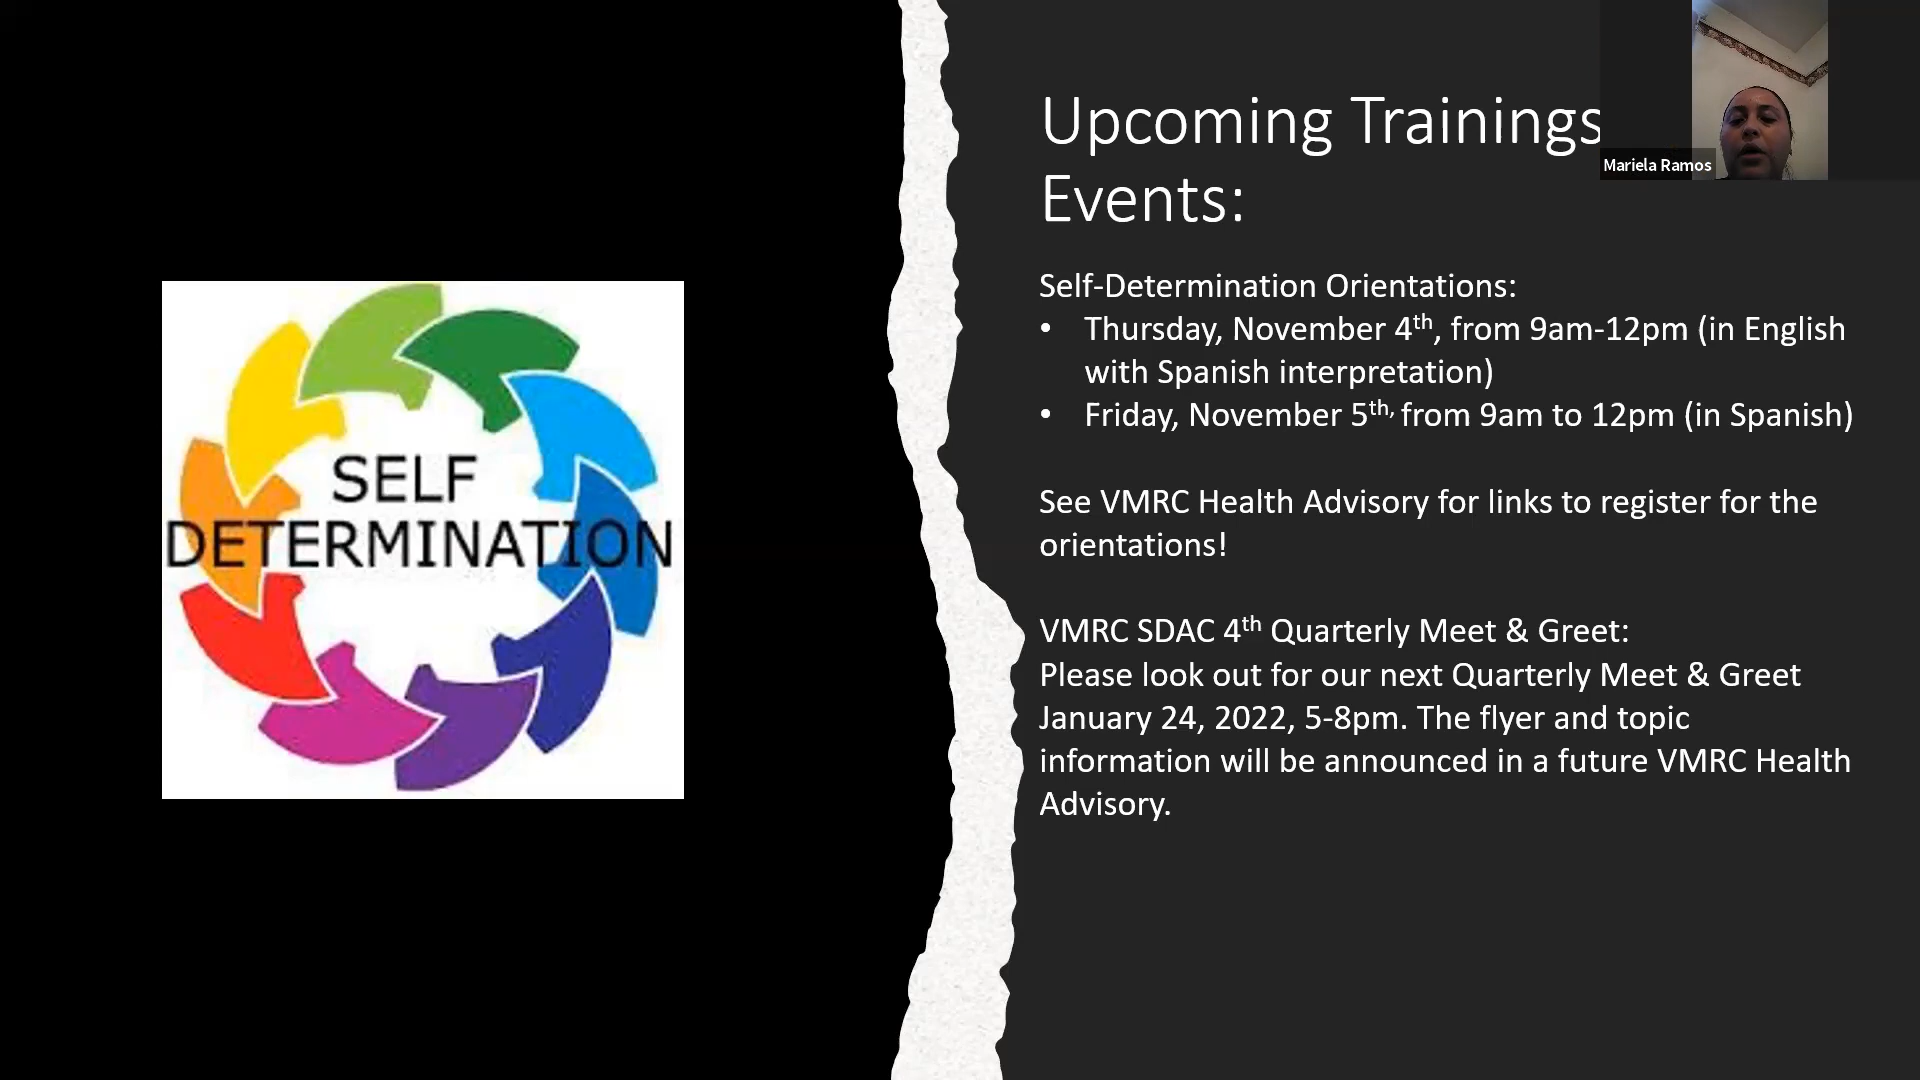 Upcoming Trainings
Events:
Mariela Ramos
Self-Determination Orientations:
• Thursday, November 4th, from 9am-12pm (in English
with Spanish interpretation)
• Friday, November 5th, from 9am to 12pm (in Spanish)
See VMRC Health Advisory for links to register for the
orientations!
VMRC SDAC 4th Quarterly Meet & Greet:
Please look out for our next Quarterly Meet & Greet
January 24, 2022, 5-8pm. The flyer and topic
information will be announced in a future VMRC Health
Advisory.
SELF
DETERMINATION